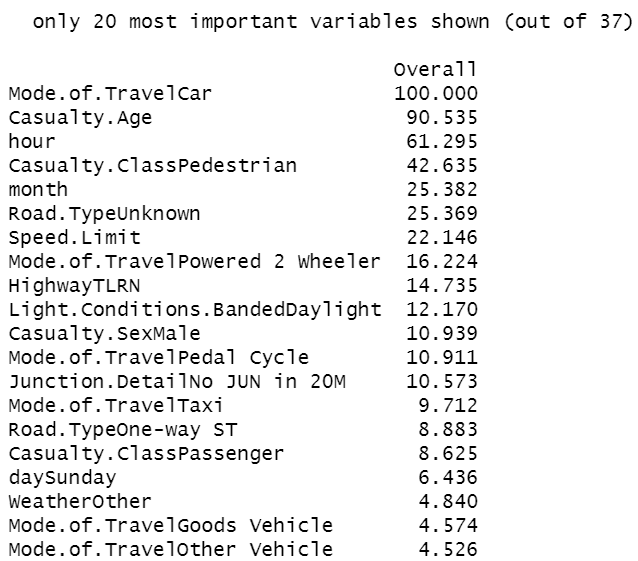 only 20 most important variables shown (out of 37)
Overall
Mode.of.TravelCar 100.000
Casualty.Age 90.535
hour 61.295
Casualty.ClassPedestrian 42.635
month 25.382
Road.TypeUnknown 25.369
Speed.Limit 22.146
Mode.of.TravelPowered 2 Wheeler 16.224
HighwayTLRN 14.735
Light.Conditions.BandedDaylight 12.170
Casualty.SexMale 10.939
Mode.of.TravelPedal Cycle 10.911
Junction.DetailNo JUN in 20M 10.573
Mode.of.TravelTaxi 9.712
Road.TypeOne-way ST 8.883
Casualty.ClassPassenger 8.625
daySunday 6.436
WeatherOther 4.840
Mode.of.TravelGoods Vehicle 4.574
Mode.of.TravelOther Vehicle 4.526